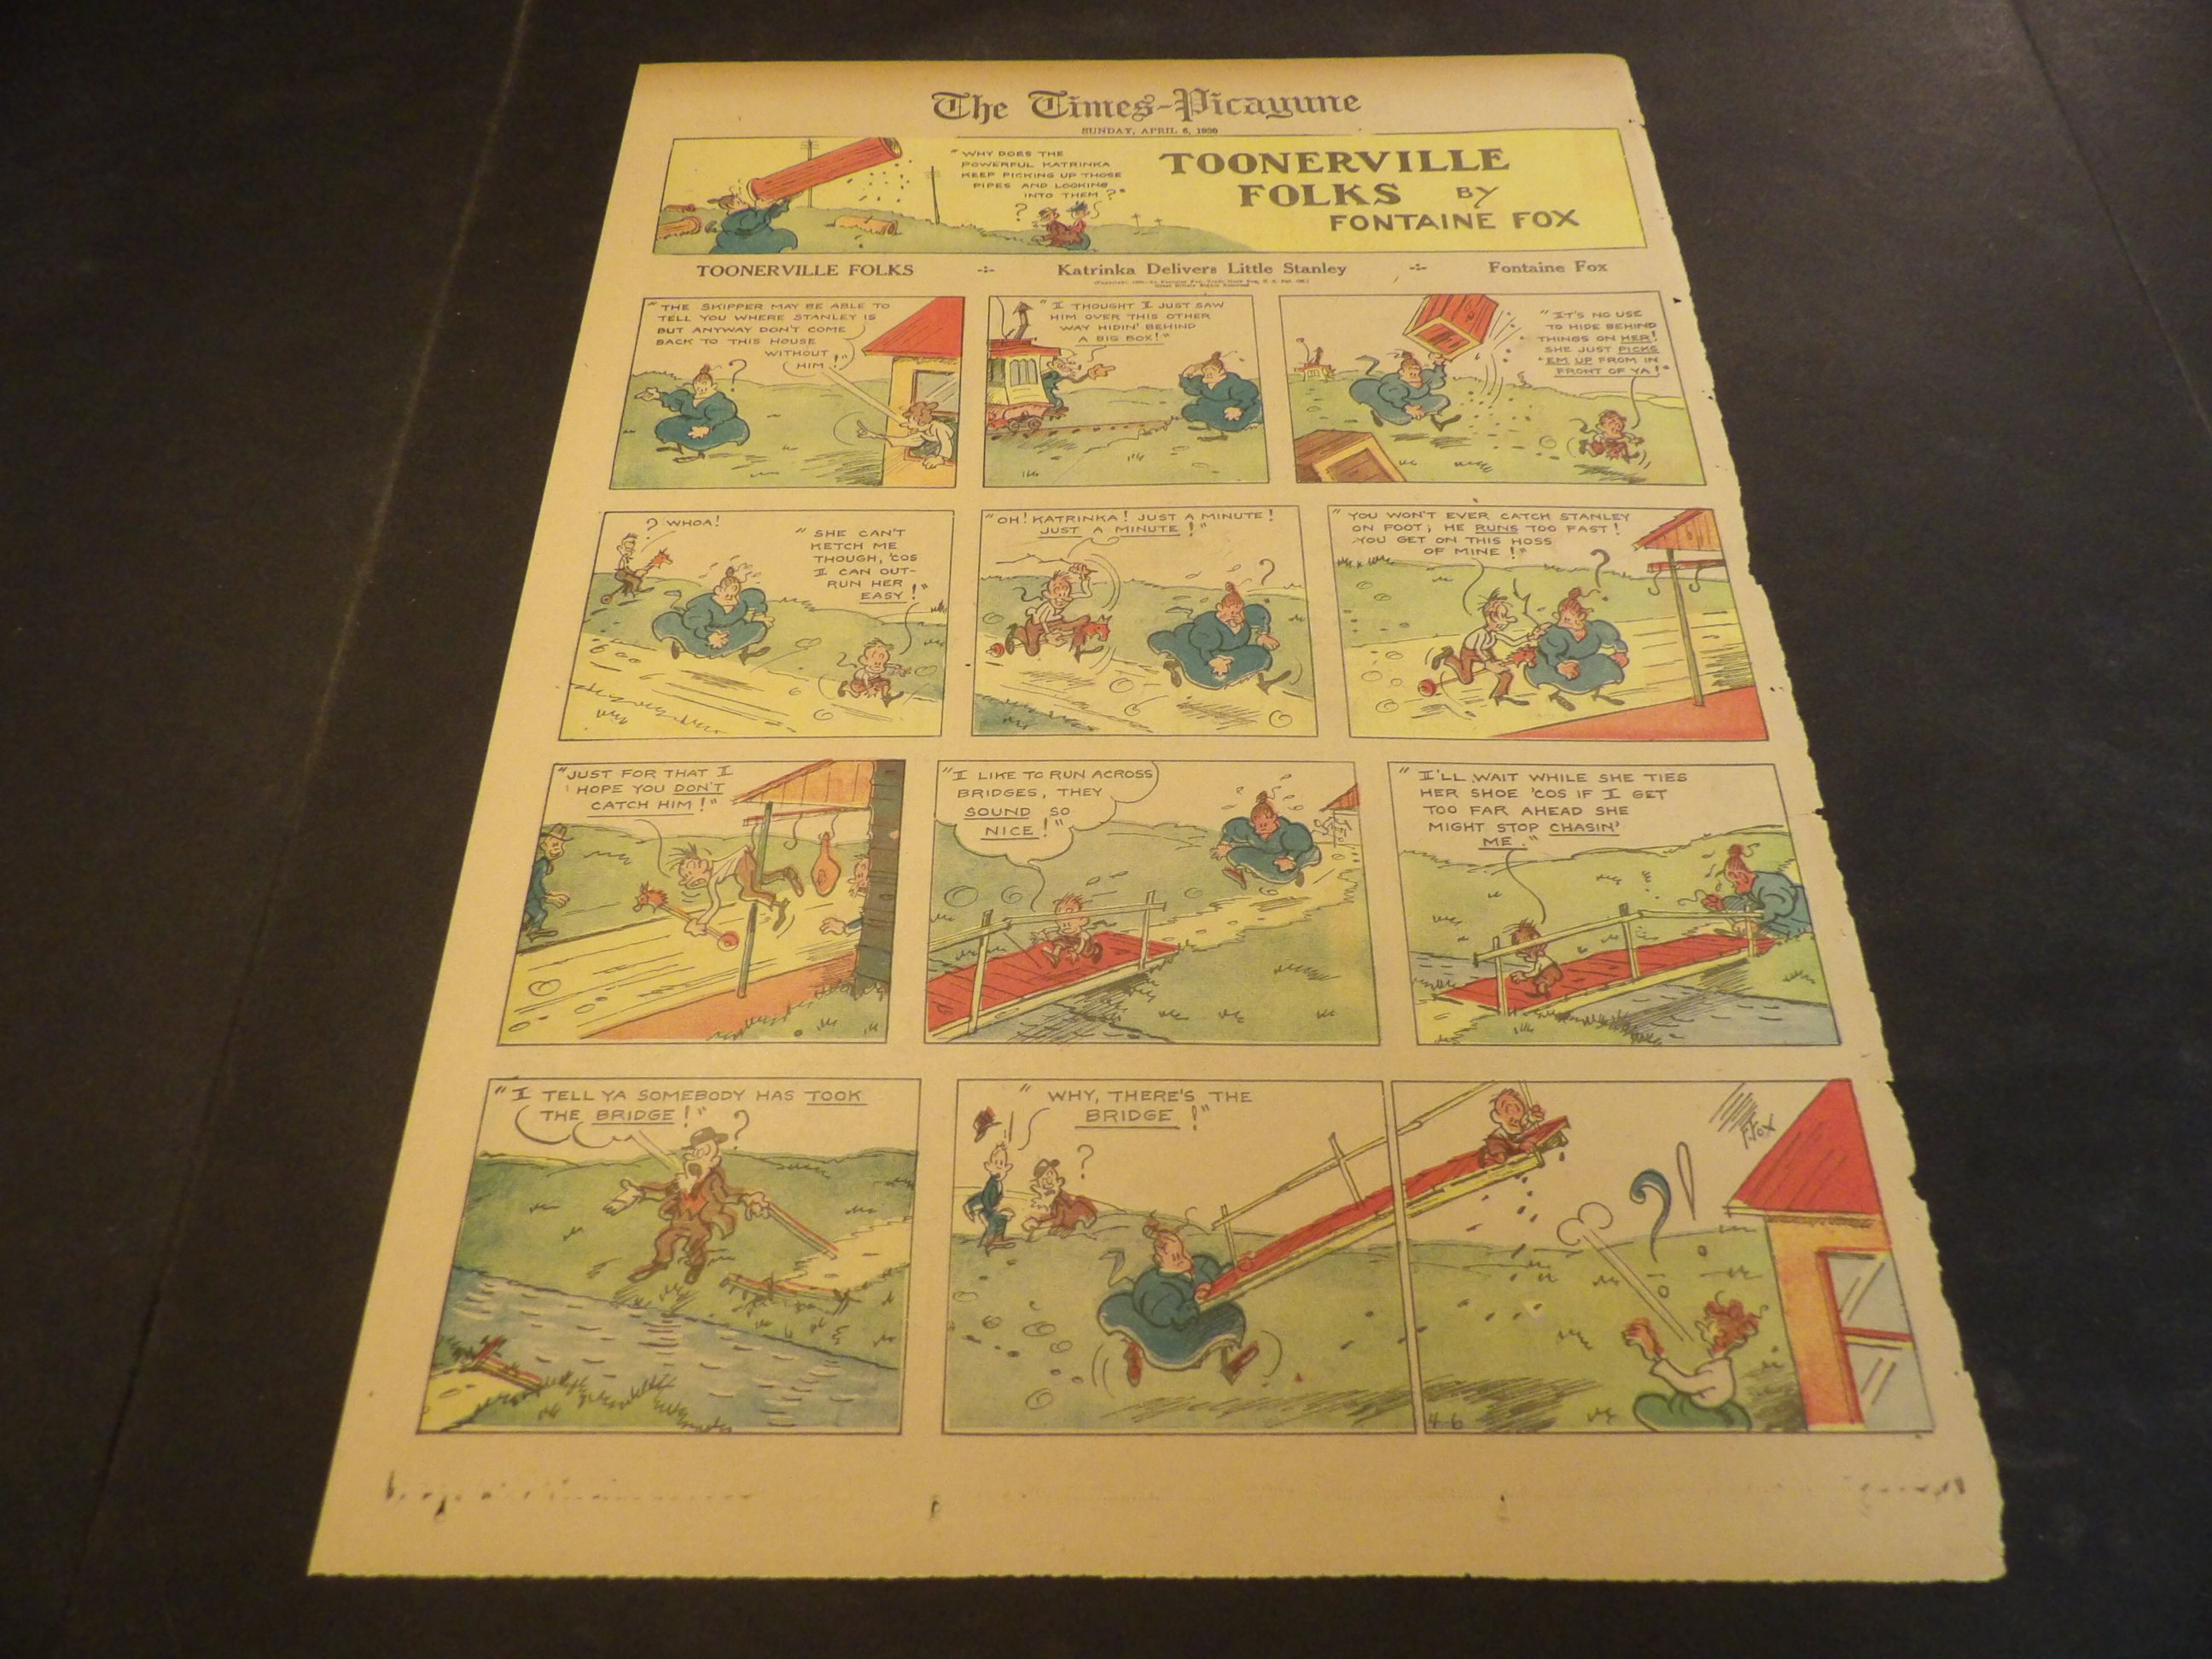 The Times-Picayune
SUNDAY, APRIL 6, 1930
"WHY DOES THE
POWERFUL KATRINKA
KEEP PICKING UP THOSE
PIPES AND LOOKING
INTO THEM?"
?
TOONERVILLE
FOLKS BY
FONTAINE FOX
TOONERVILLE FOLKS
Katrinka Delivers Little Stanley
Fontaine Fox
"THE SKIPPER MAY BE ABLE TO
TELL YOU WHERE STANLEY IS
BUT ANYWAY DON'T COME
BACK TO THIS HOUSE
WITHOUT
HIM!"
?
"I THOUGHT I JUST SAW
HIM OVER THIS OTHER
WAY HIDIN' BEHIND
A BIG BOX!"
"IT'S NO USE
TO HIDE BEHIND
THINGS ON HER!
SHE JUST PICKS
'EM UP FROM IN
FRONT OF YA!"
? WHOA!
"SHE CAN'T
KETCH ME
THOUGH, 'COS
I CAN OUT-
RUN HER
EASY!"
"OH! KATRINKA! JUST A MINUTE!
JUST A MINUTE!"
?
"YOU WON'T EVER CATCH STANLEY
ON FOOT; HE RUNS TOO FAST!
YOU GET ON THIS HOSS
OF MINE!"
?
"JUST FOR THAT I
HOPE YOU DON'T
CATCH HIM!"
"I LIKE TO RUN ACROSS
BRIDGES, THEY
SOUND SO
NICE!"
"I'LL WAIT WHILE SHE TIES
HER SHOE 'COS IF I GET
TOO FAR AHEAD SHE
MIGHT STOP CHASIN'
ME."
"I TELL YA SOMEBODY HAS TOOK
THE BRIDGE!"
?
"WHY, THERE'S THE
BRIDGE!"
?
?!
F. FOX
4-6